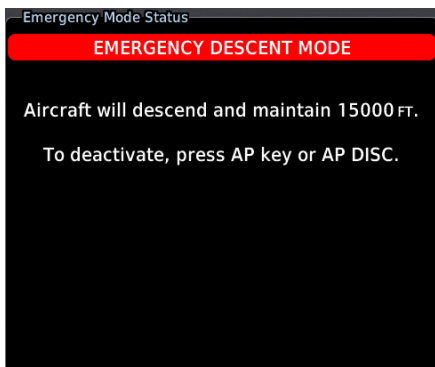 Emergency Mode Status
EMERGENCY DESCENT MODE
Aircraft will descend and maintain 15000 FT.
To deactivate, press AP key or AP DISC.